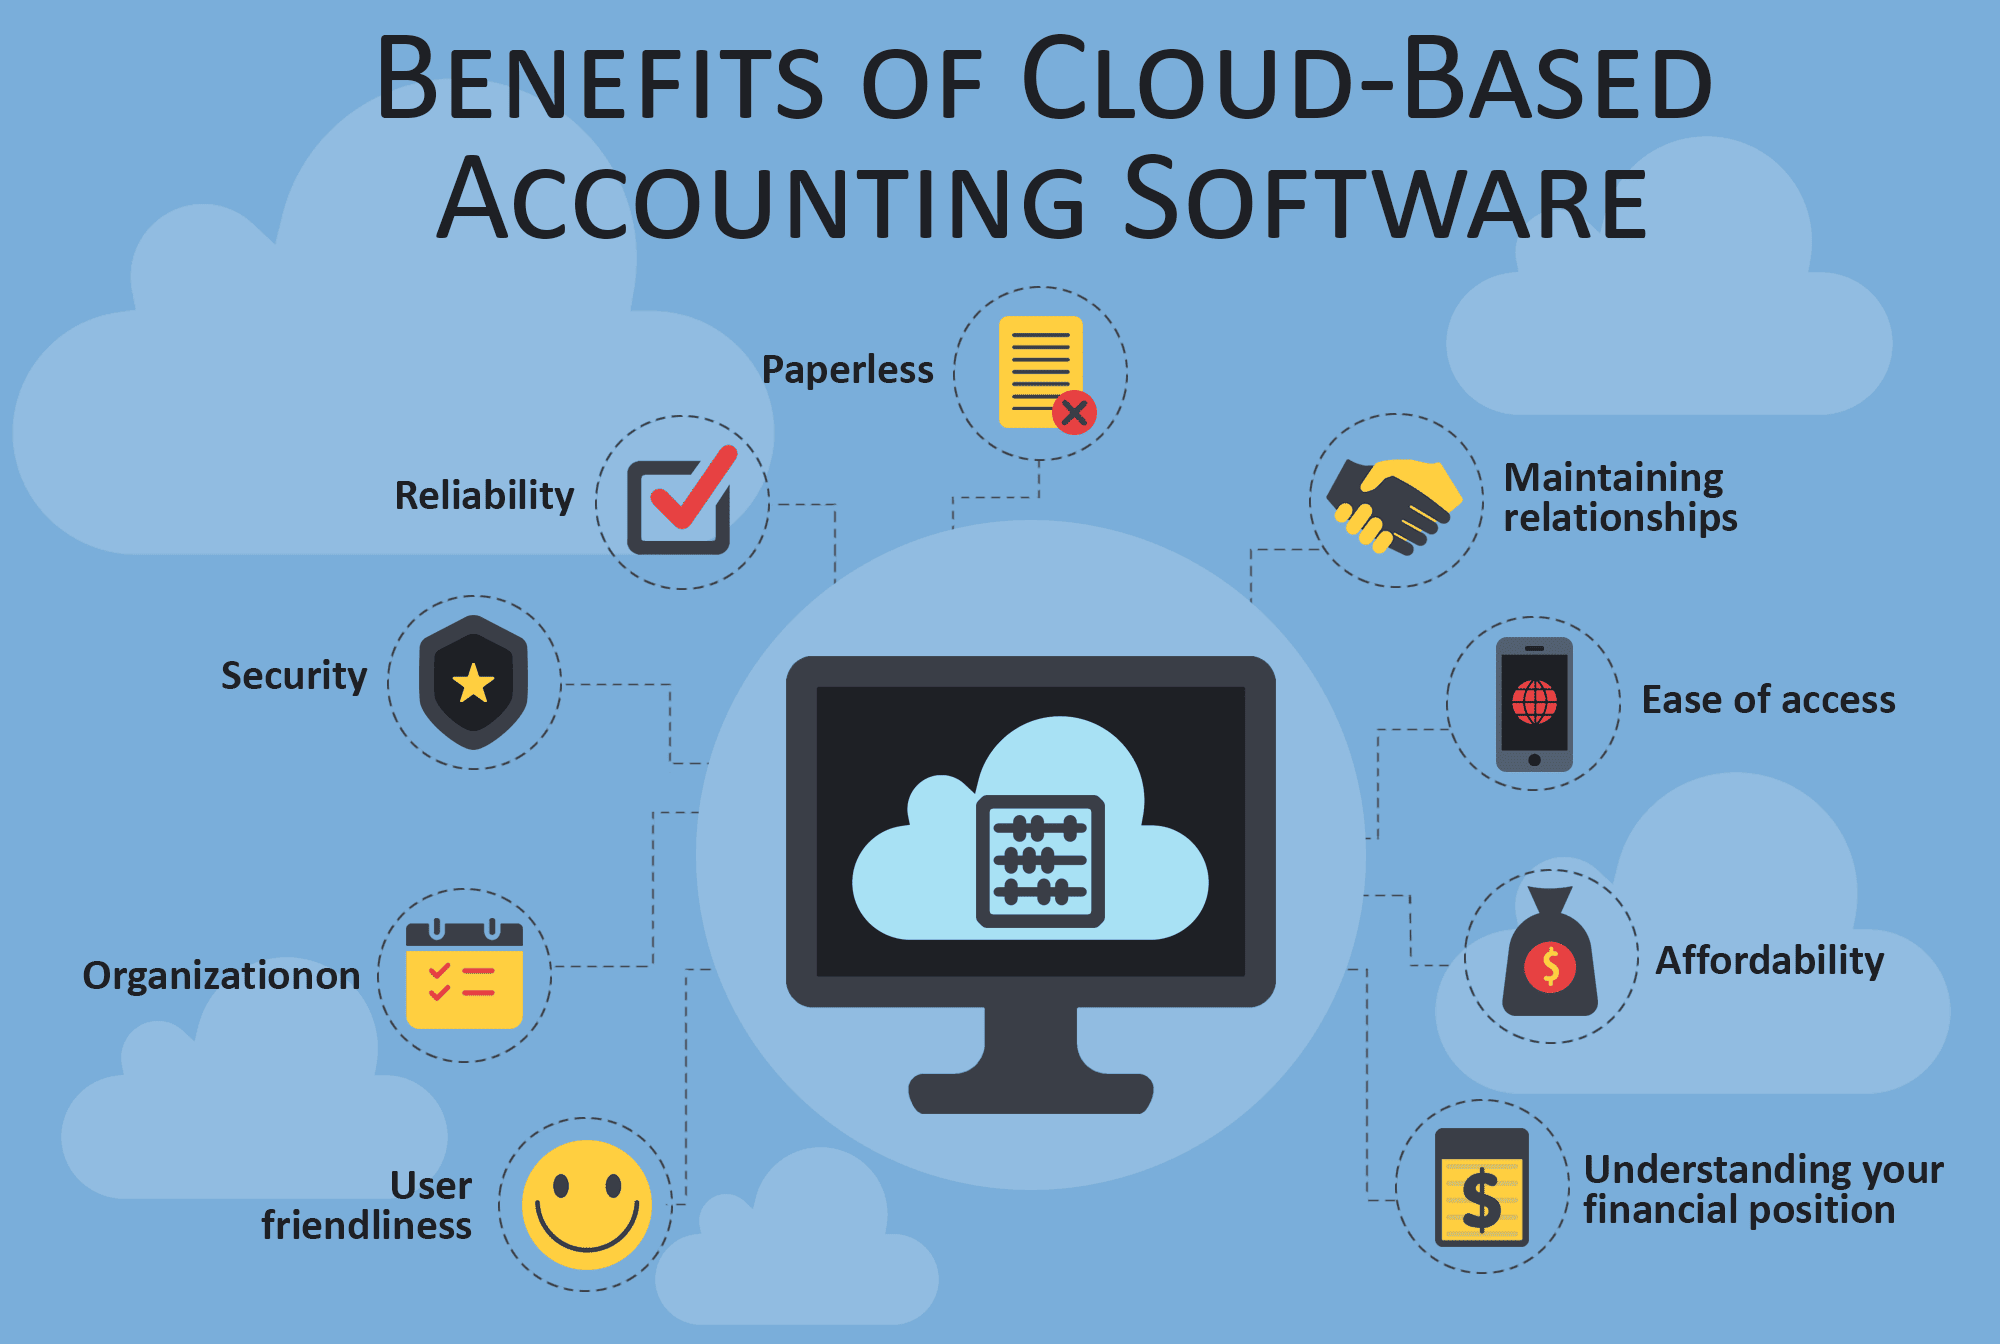 BENEFITS OF CLOUD-BASED
ACCOUNTING SOFTWARE
Paperless
Reliability
Maintaining
relationships
Security
Ease of access
Organizationon
Affordability
User
friendliness
Understanding your
financial position